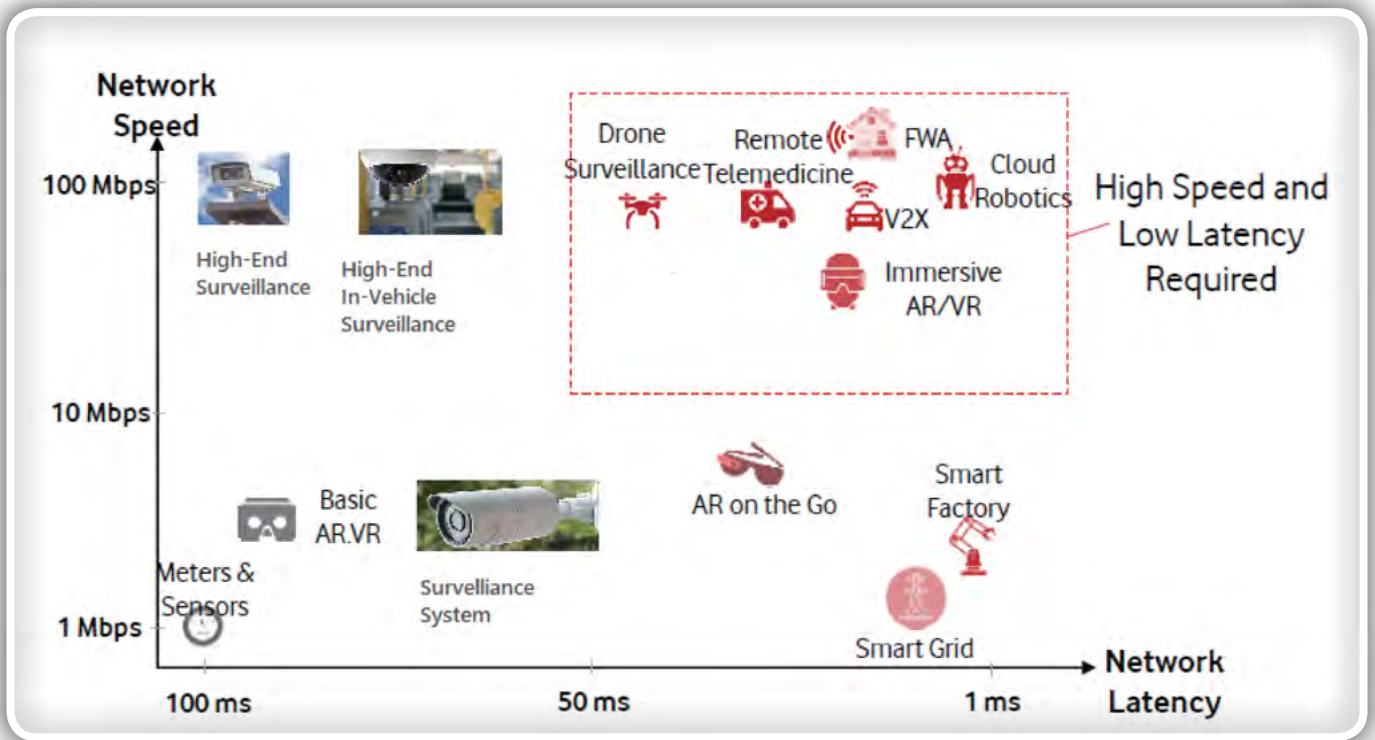 Network
Speed
100 Mbps
10 Mbps
1 Mbps
High-End
Surveillance
High-End
In-Vehicle
Surveillance
Drone
Surveillance
Remote
Telemedicine
FWA
V2X
Cloud
Robotics
Immersive
AR/VR
High Speed and
Low Latency
Required
Basic
AR.VR
Meters &
Sensors
Survelliance
System
AR on the Go
Smart
Factory
Smart Grid
100 ms
50 ms
1 ms
Network
Latency